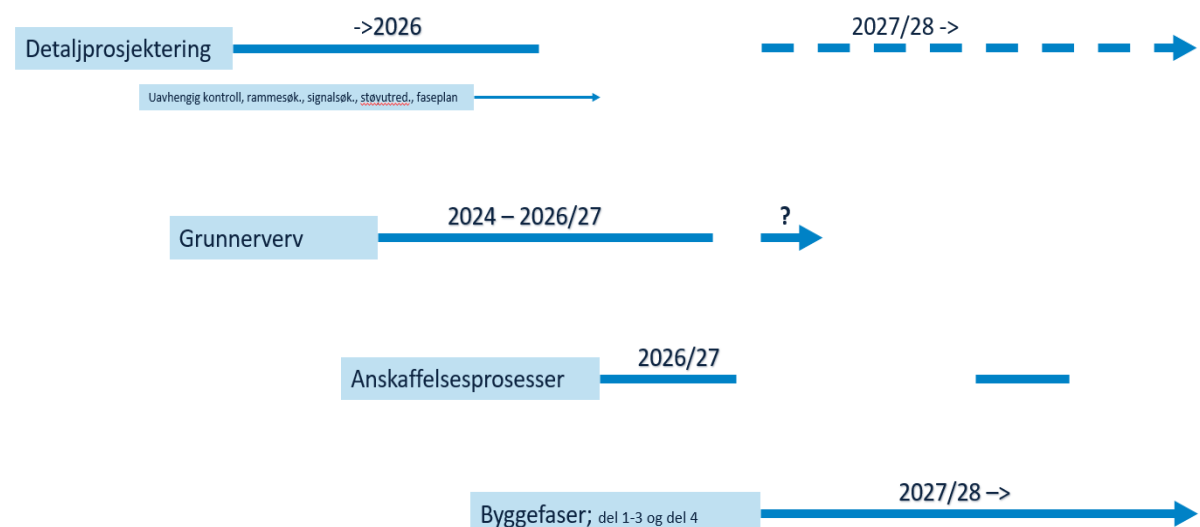 ->2026
2027/28 ->
Detaljprosjektering
Uavhengig kontroll, rammesøk., signalsøk., støvutred., faseplan
2024 – 2026/27
?
Grunnerverv
2026/27
Anskaffelsesprosesser
2027/28 –>
Byggefaser; del 1-3 og del 4